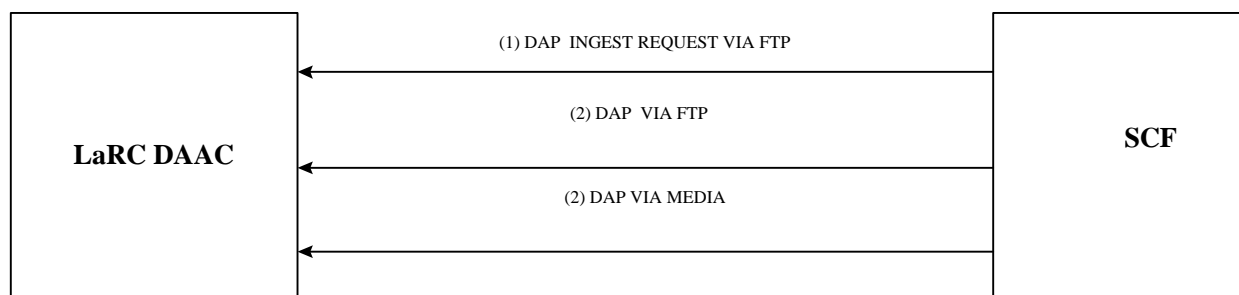 (1) DAP INGEST REQUEST VIA FTP
(2) DAP VIA FTP
LaRC DAAC
SCF
(2) DAP VIA MEDIA